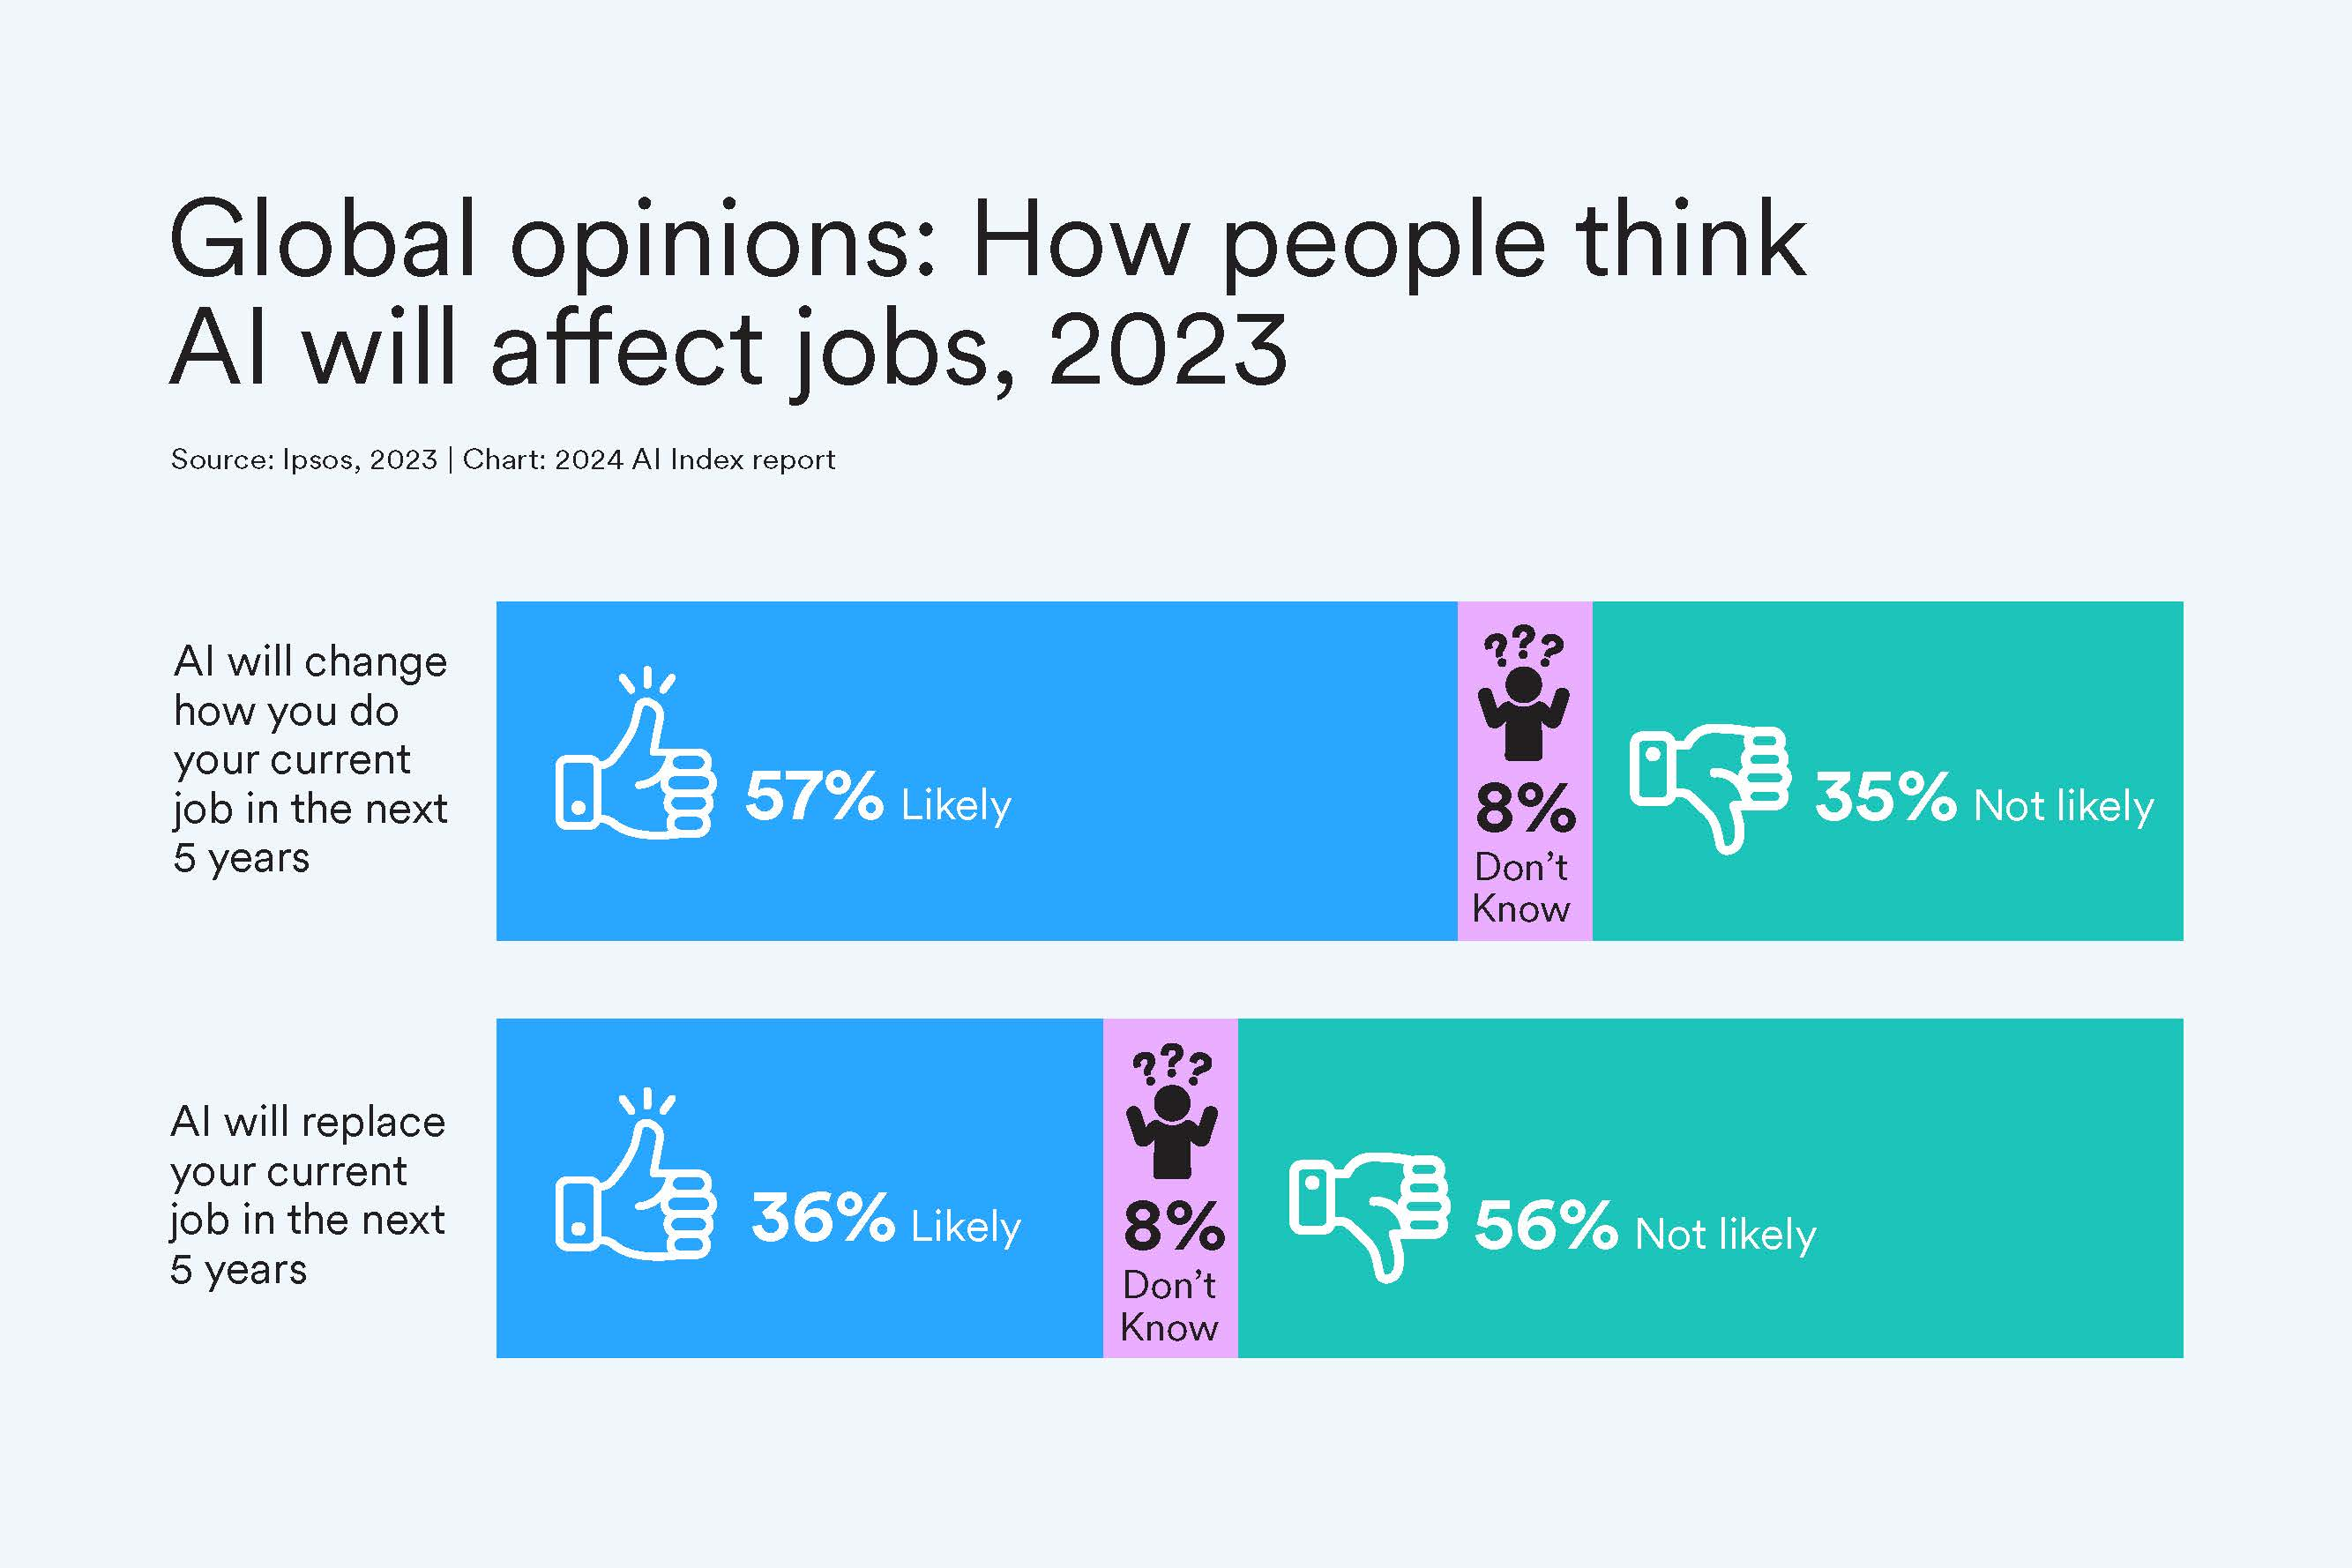 Global opinions: How people think
AI will affect jobs, 2023
Source: Ipsos, 2023 | Chart: 2024 AI Index report
AI will change
how you do
your current
job in the next
5 years
57% Likely
???
8%
Don’t
Know
35% Not likely
AI will replace
your current
job in the next
5 years
36% Likely
???
8%
Don’t
Know
56% Not likely